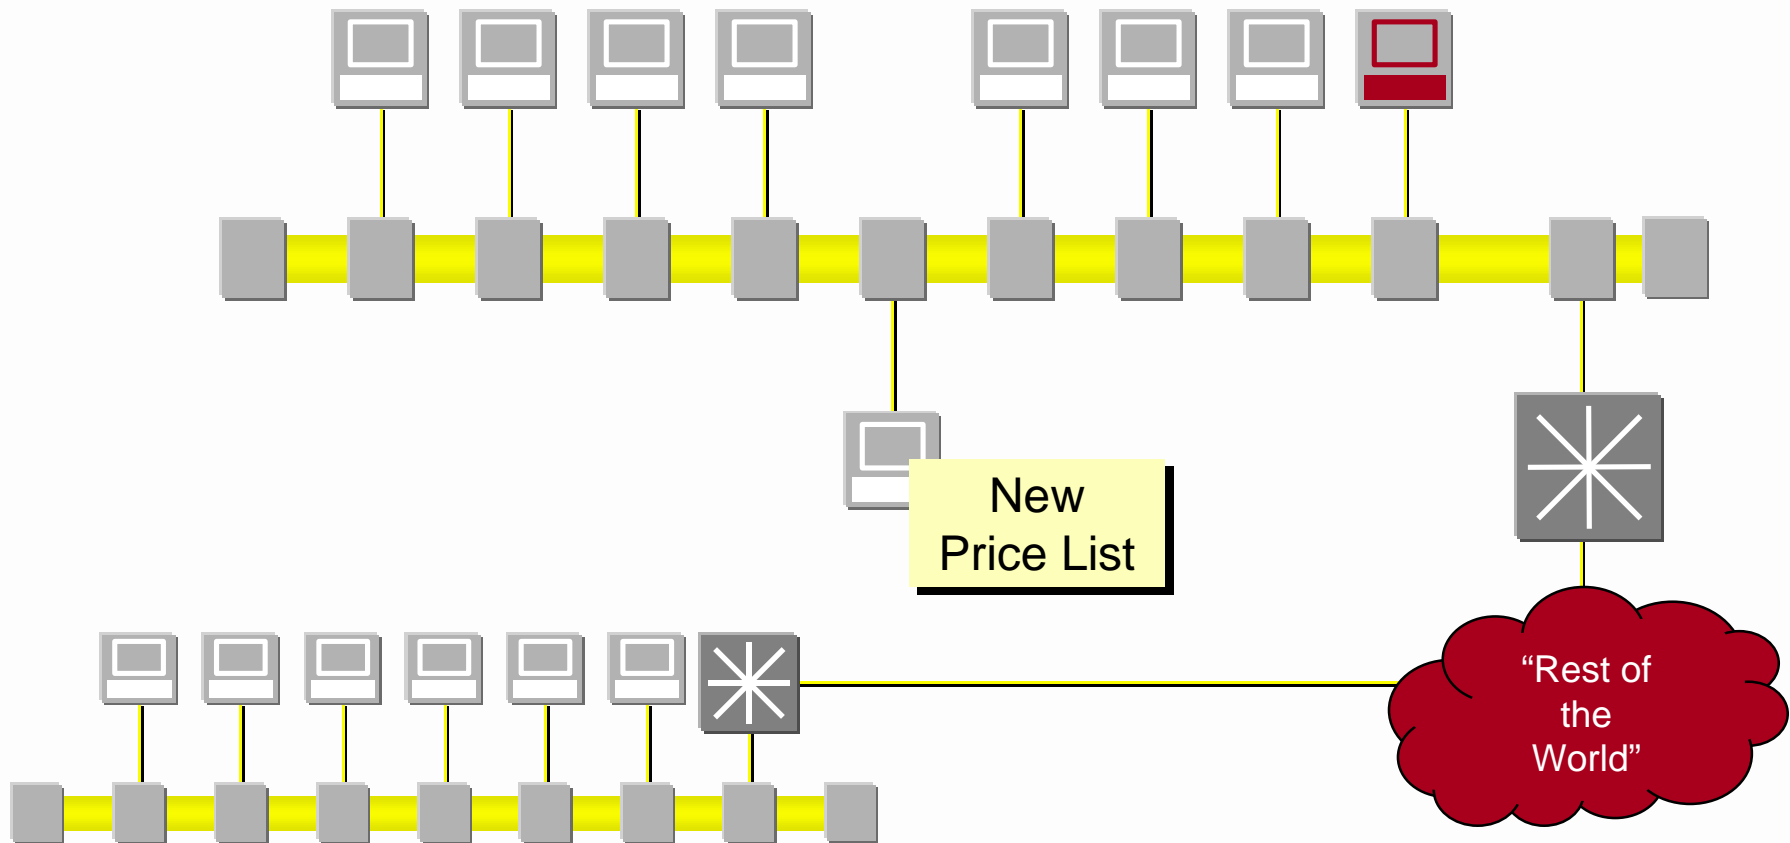 New
Price List
“Rest of
the
World”